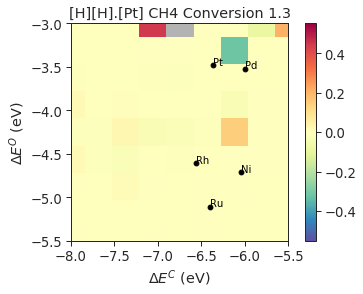 [H][H].[Pt] CH4 Conversion 1.3
−3.0
−3.5
−4.0
−4.5
−5.0
−5.5
ΔE^O (eV)
Pt
Pd
Rh
Ni
Ru
−8.0 −7.5 −7.0 −6.5 −6.0 −5.5
ΔE^C (eV)
0.4
0.2
0.0
−0.2
−0.4